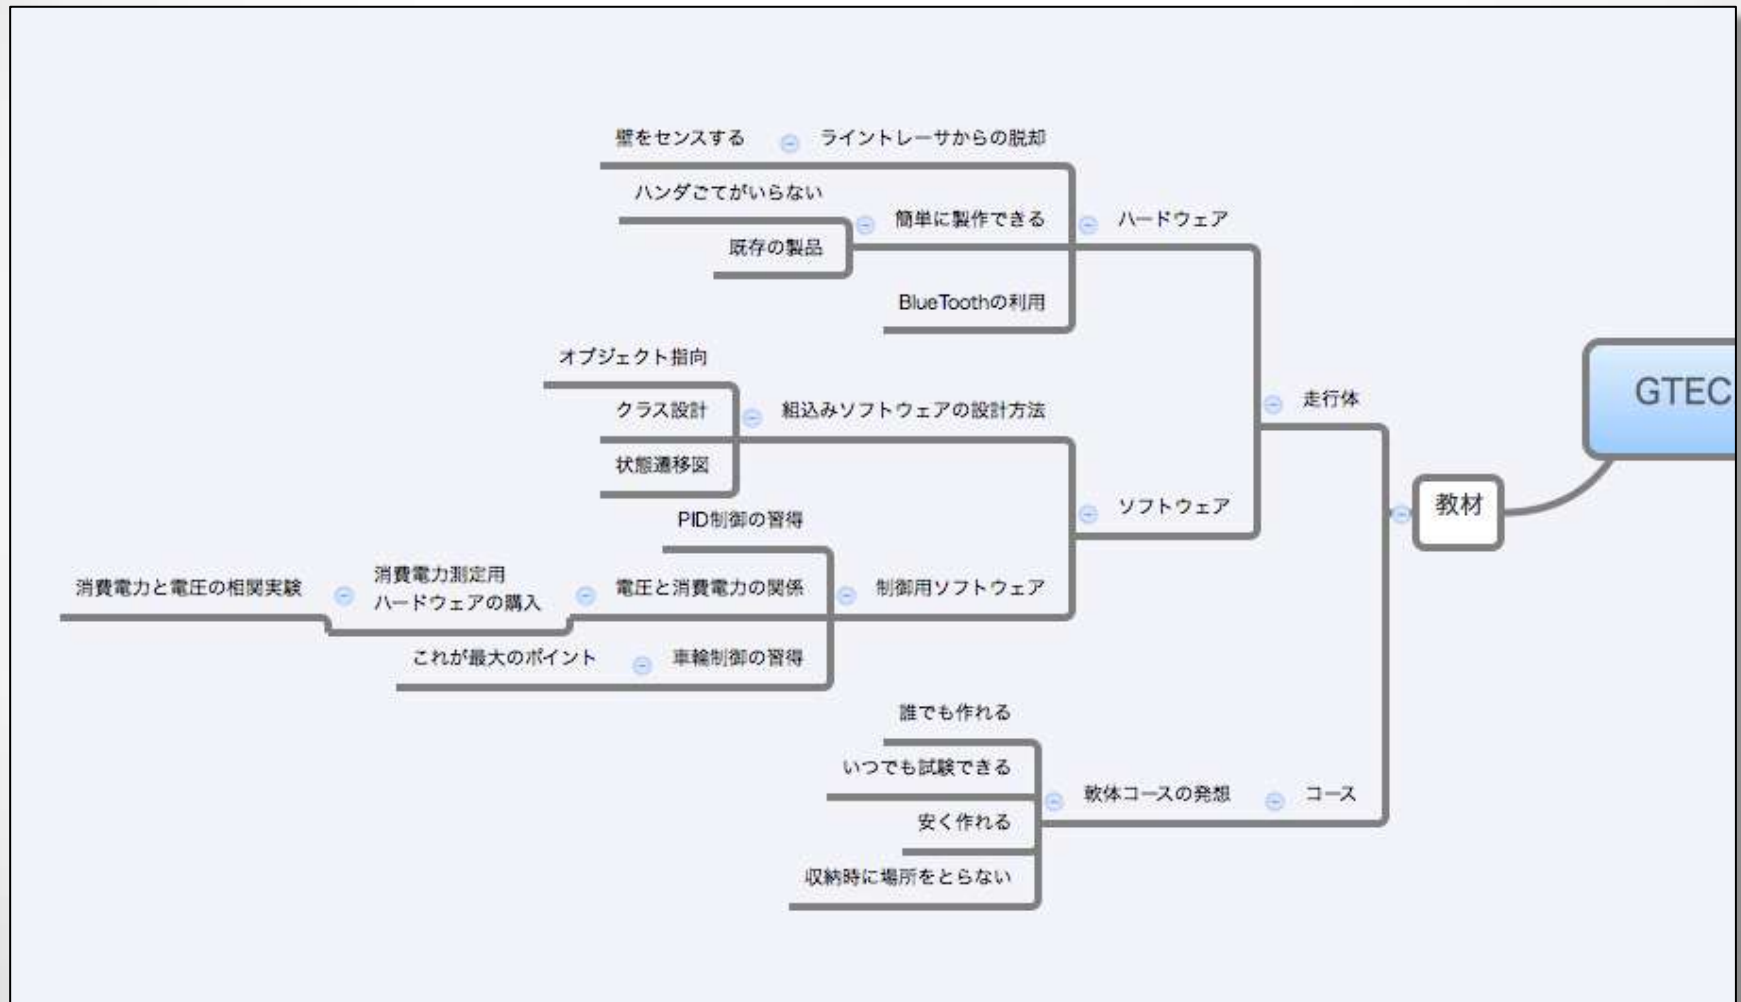 壁をセンスする
ライントレーサからの脱却
ハンダごてがいらない
簡単に製作できる
ハードウェア
既存の製品
BlueToothの利用
オブジェクト指向
クラス設計
組込みソフトウェアの設計方法
走行体
GTEC
状態遷移図
ソフトウェア
教材
PID制御の習得
消費電力と電圧の相関実験
消費電力測定用
ハードウェアの購入
電圧と消費電力の関係
制御用ソフトウェア
これが最大のポイント
車輪制御の習得
誰でも作れる
いつでも試験できる
軟体コースの発想
コース
安く作れる
収納時に場所をとらない